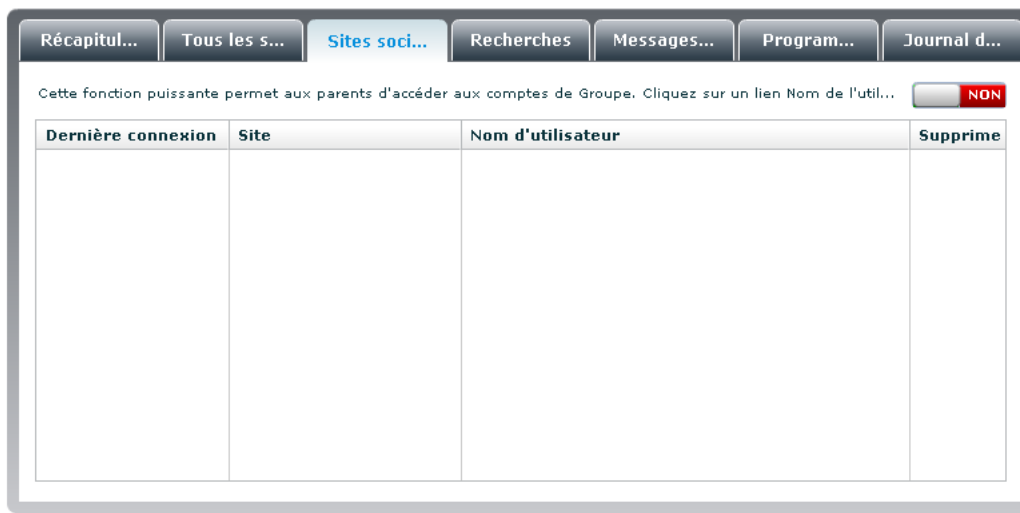 Récapitul... Tous les s... Sites soci... Recherches Messages... Program... Journal d...
Cette fonction puissante permet aux parents d'accéder aux comptes de Groupe. Cliquez sur un lien Nom de l'util... NON
Dernière connexion Site Nom d'utilisateur Supprime